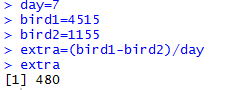 > day=7
> bird1=4515
> bird2=1155
> extra=(bird1-bird2)/day
> extra
[1] 480